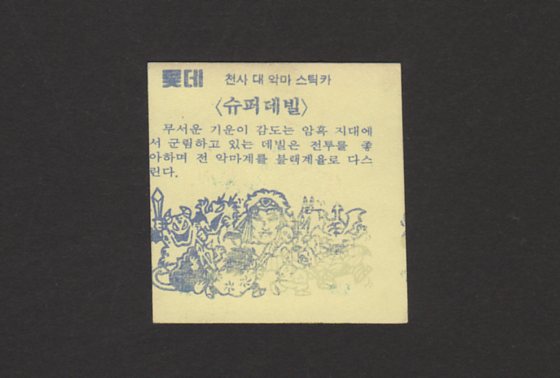 롯데 천사 대 악마 스틱카
〈슈퍼데빌〉
무서운 기운이 감도는 암흑 지대에
서 군림하고 있는 데빌은 전투를 좋
아하며 전 악마계를 블랙계율로 다스
린다.